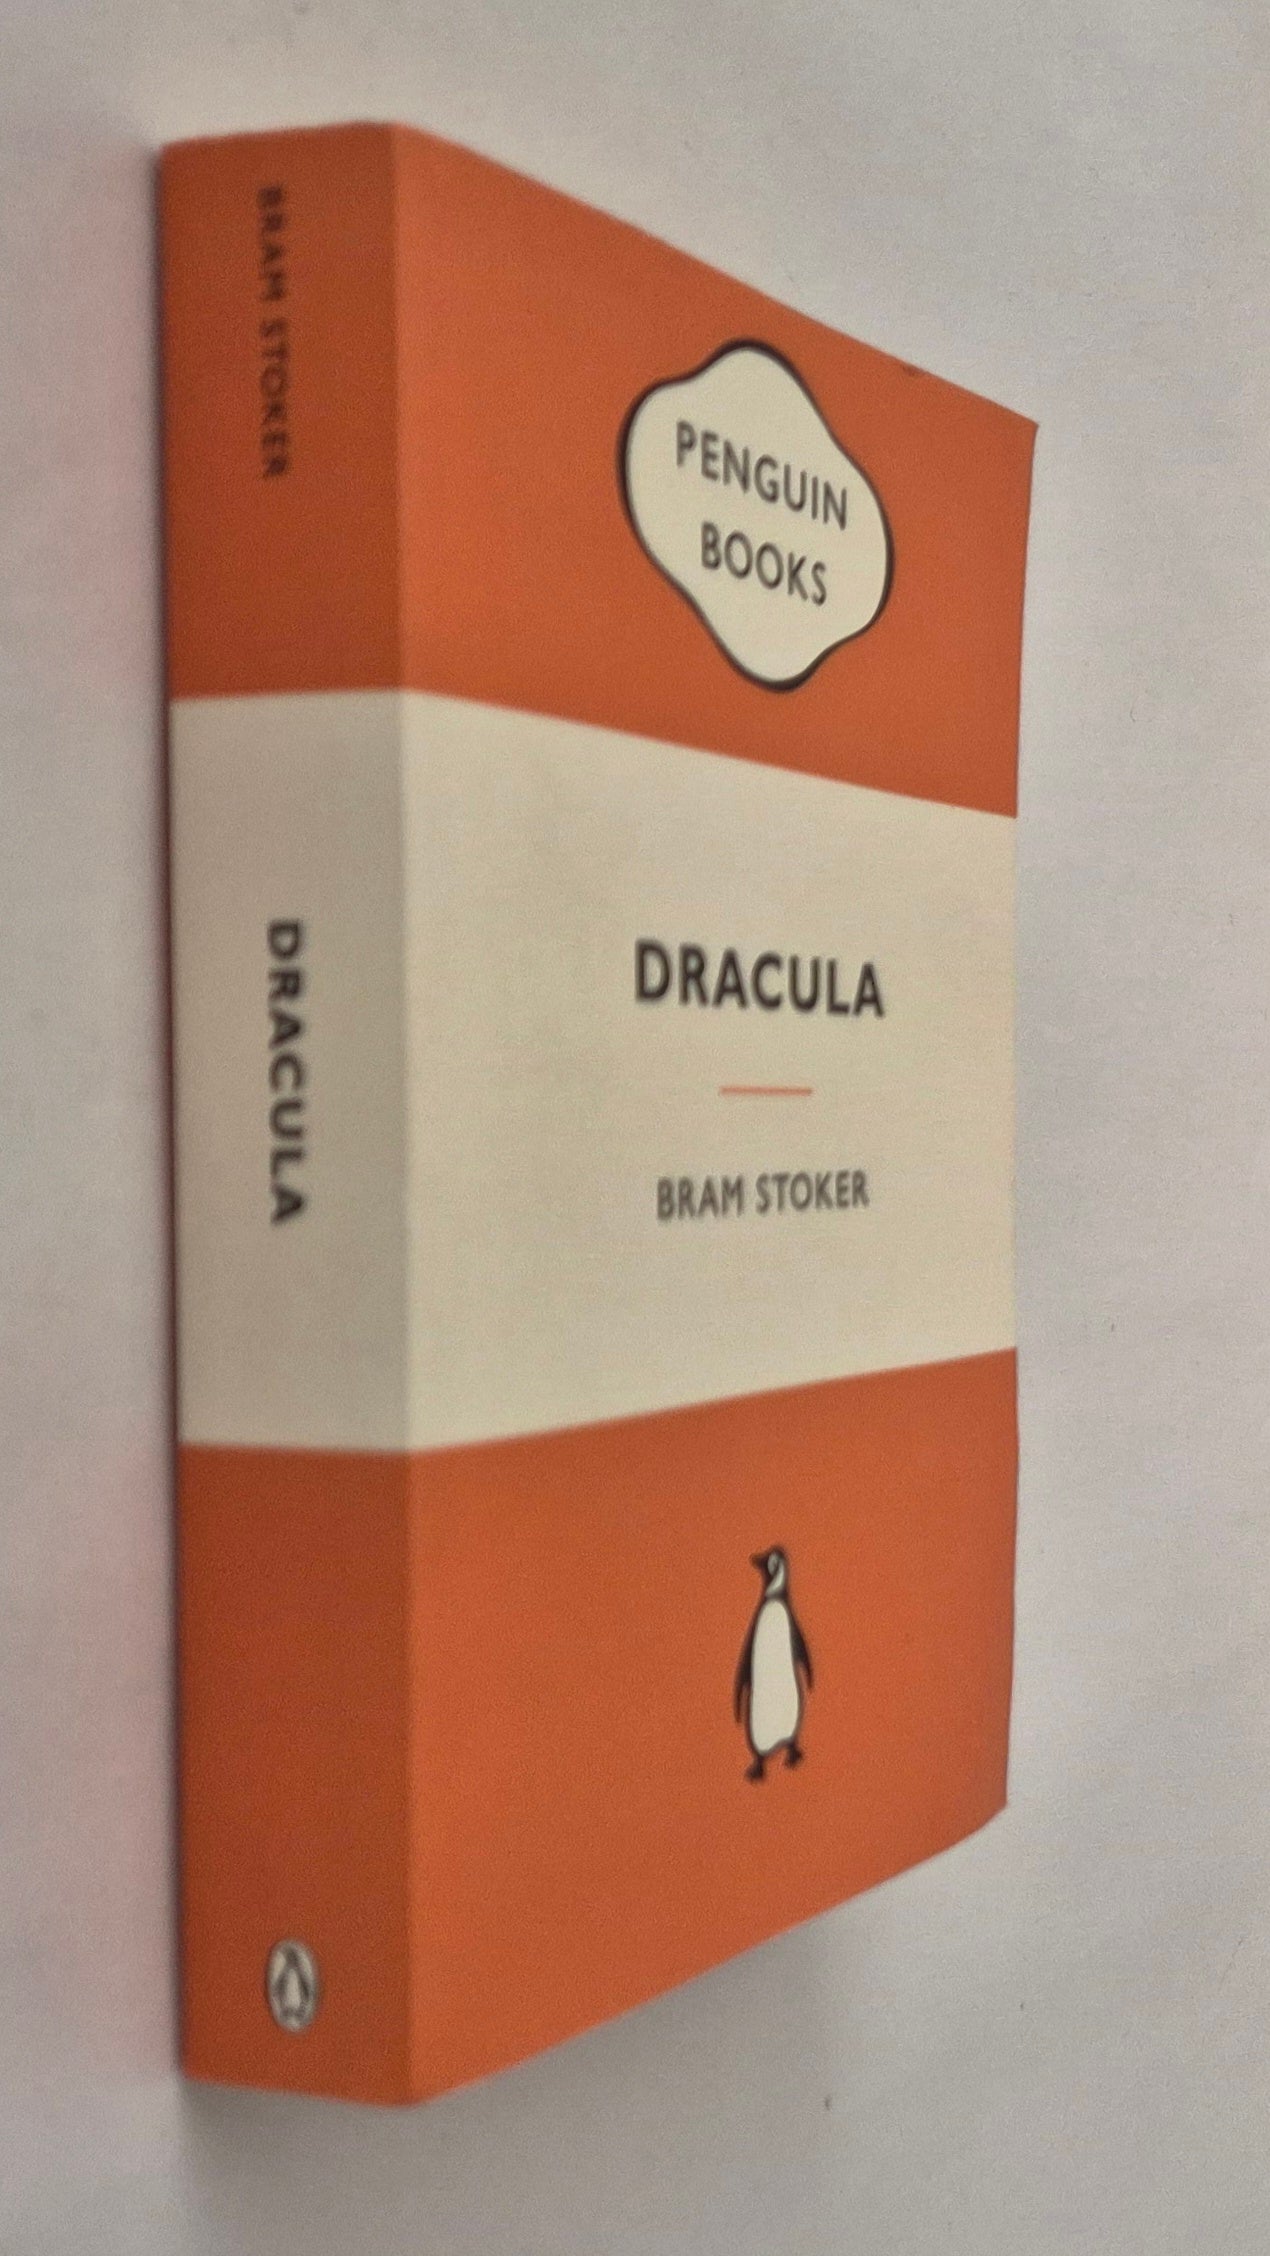 BRAM STOKER
DRACULA
PENGUIN
BOOKS
DRACULA
BRAM STOKER